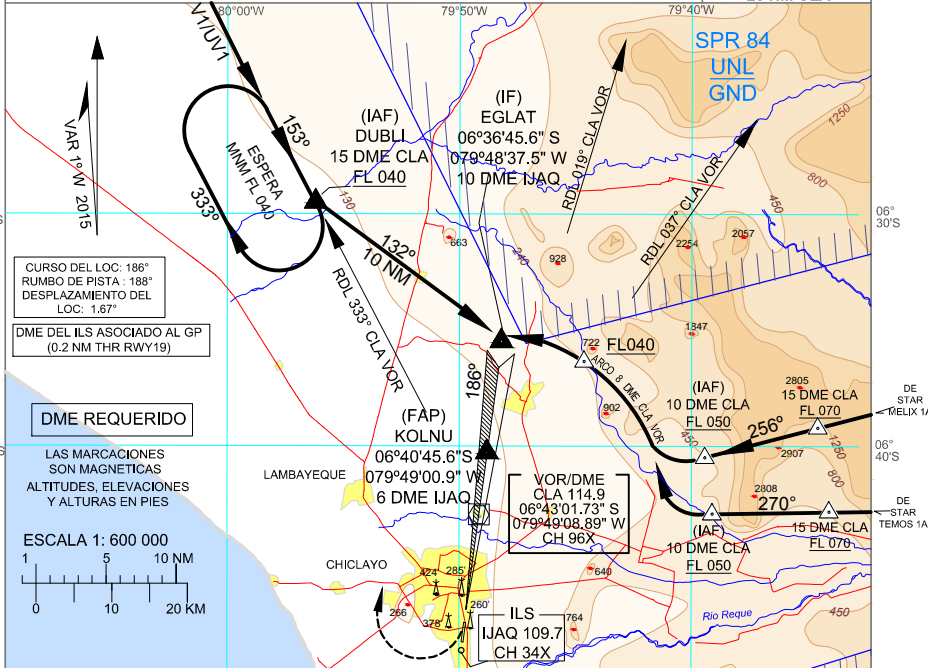 80°00'W
79°50'W
79°40'W
V1/UV1
SPR 84
UNL
GND
VAR 1° W 2015
153°
ESPERA
MNM FL 040
333°
(IAF)
DUBLI
15 DME CLA
FL 040
(IF)
EGLAT
06°36'45.6" S
079°48'37.5" W
10 DME IJAQ
RDL 019° CLA VOR
RDL 037° CLA VOR
1250
800
450
130
240
663
928
2254
2057
06°
30'S
132°
10 NM
RDL 333° CLA VOR
CURSO DEL LOC: 186°
RUMBO DE PISTA : 188°
DESPLAZAMIENTO DEL
LOC: 1.67°
DME DEL ILS ASOCIADO AL GP
(0.2 NM THR RWY19)
722
FL040
1847
ARCO 8 DME CLA VOR
186°
902
450
(IAF)
10 DME CLA
FL 050
2805
15 DME CLA
FL 070
DE
STAR
MELIX 1A
256°
1250
2907
800
06°
40'S
DME REQUERIDO
LAS MARCACIONES
SON MAGNETICAS
ALTITUDES, ELEVACIONES
Y ALTURAS EN PIES
ESCALA 1: 600 000
1 5 10 NM
0 10 20 KM
(FAP)
KOLNU
06°40'45.6"S
079°49'00.9" W
6 DME IJAQ
LAMBAYEQUE
VOR/DME
CLA 114.9
06°43'01.73" S
079°49'08.89" W
CH 96X
2808
270°
DE
STAR
TEMOS 1A
(IAF)
10 DME CLA
FL 050
15 DME CLA
FL 070
CHICLAYO
424'
285'
266
378'
260'
640
764
ILS
IJAQ 109.7
CH 34X
Rio Reque
450